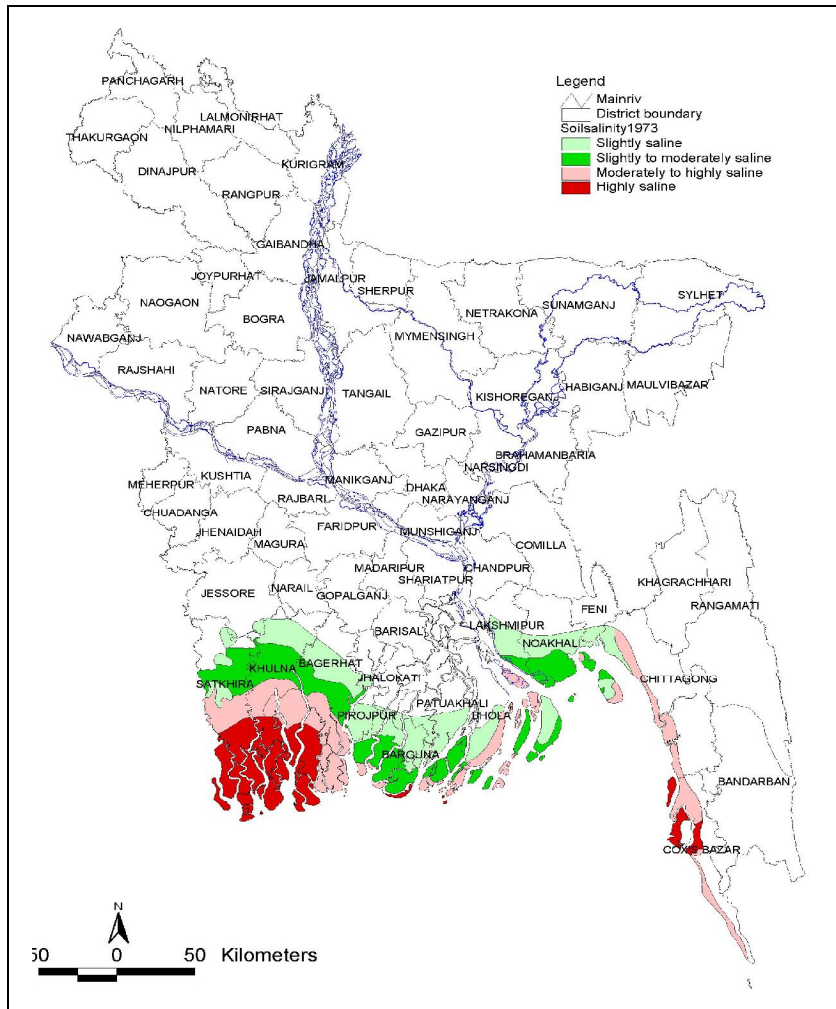 PANCHAGARH
LALMONIRHAT
THAKURGAON
NILPHAMARI
KURIGRAM
DINAJPUR
RANGPUR
GAIBANDHA
Legend
Mainriv
District boundary
Soilsalinity1973
Slightly saline
Slightly to moderately saline
Moderately to highly saline
Highly saline
JOYPURHAT
JAMALPUR
SHERPUR
NAOGAON
BOGRA
NETRAKONA
SUNAMGANJ
SYLHET
NAWABGANJ
MYMENSINGH
RAJSHAHI
NATORE
SIRAJGANJ
TANGAIL
KISHOREGANJ
HABIGANJ
MAULVIBAZAR
PABNA
GAZIPUR
BRAHAMANBARIA
NARSINGDI
MEHERPUR
KUSHTIA
MANIKGANJ
DHAKA
NARAYANGANJ
CHUADANGA
RAJBARI
JHENAIDAH
FARIDPUR
MUNSHIGANJ
MAGURA
COMILLA
MADARIPUR
CHANDPUR
SHARIATPUR
KHAGRACHHARI
JESSORE
NARAIL
GOPALGANJ
RANGAMATI
FENI
BARISAL
LAKSHMIPUR
NOAKHALI
KHULNA
BAGERHAT
SATKHIRA
JHALOKATI
CHITTAGONG
PATUAKHALI
PIROJPUR
BHOLA
BARGUNA
BANDARBAN
COX'S BAZAR
N
50 0 50 Kilometers